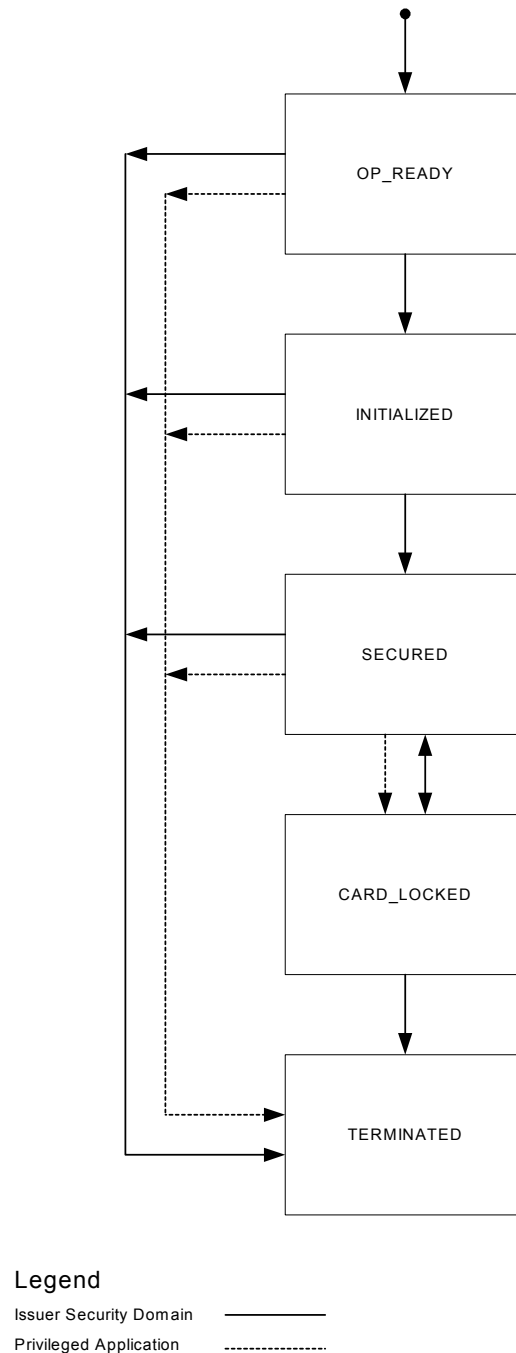 OP_READY
INITIALIZED
SECURED
CARD_LOCKED
TERMINATED
Legend
Issuer Security Domain
Privileged Application